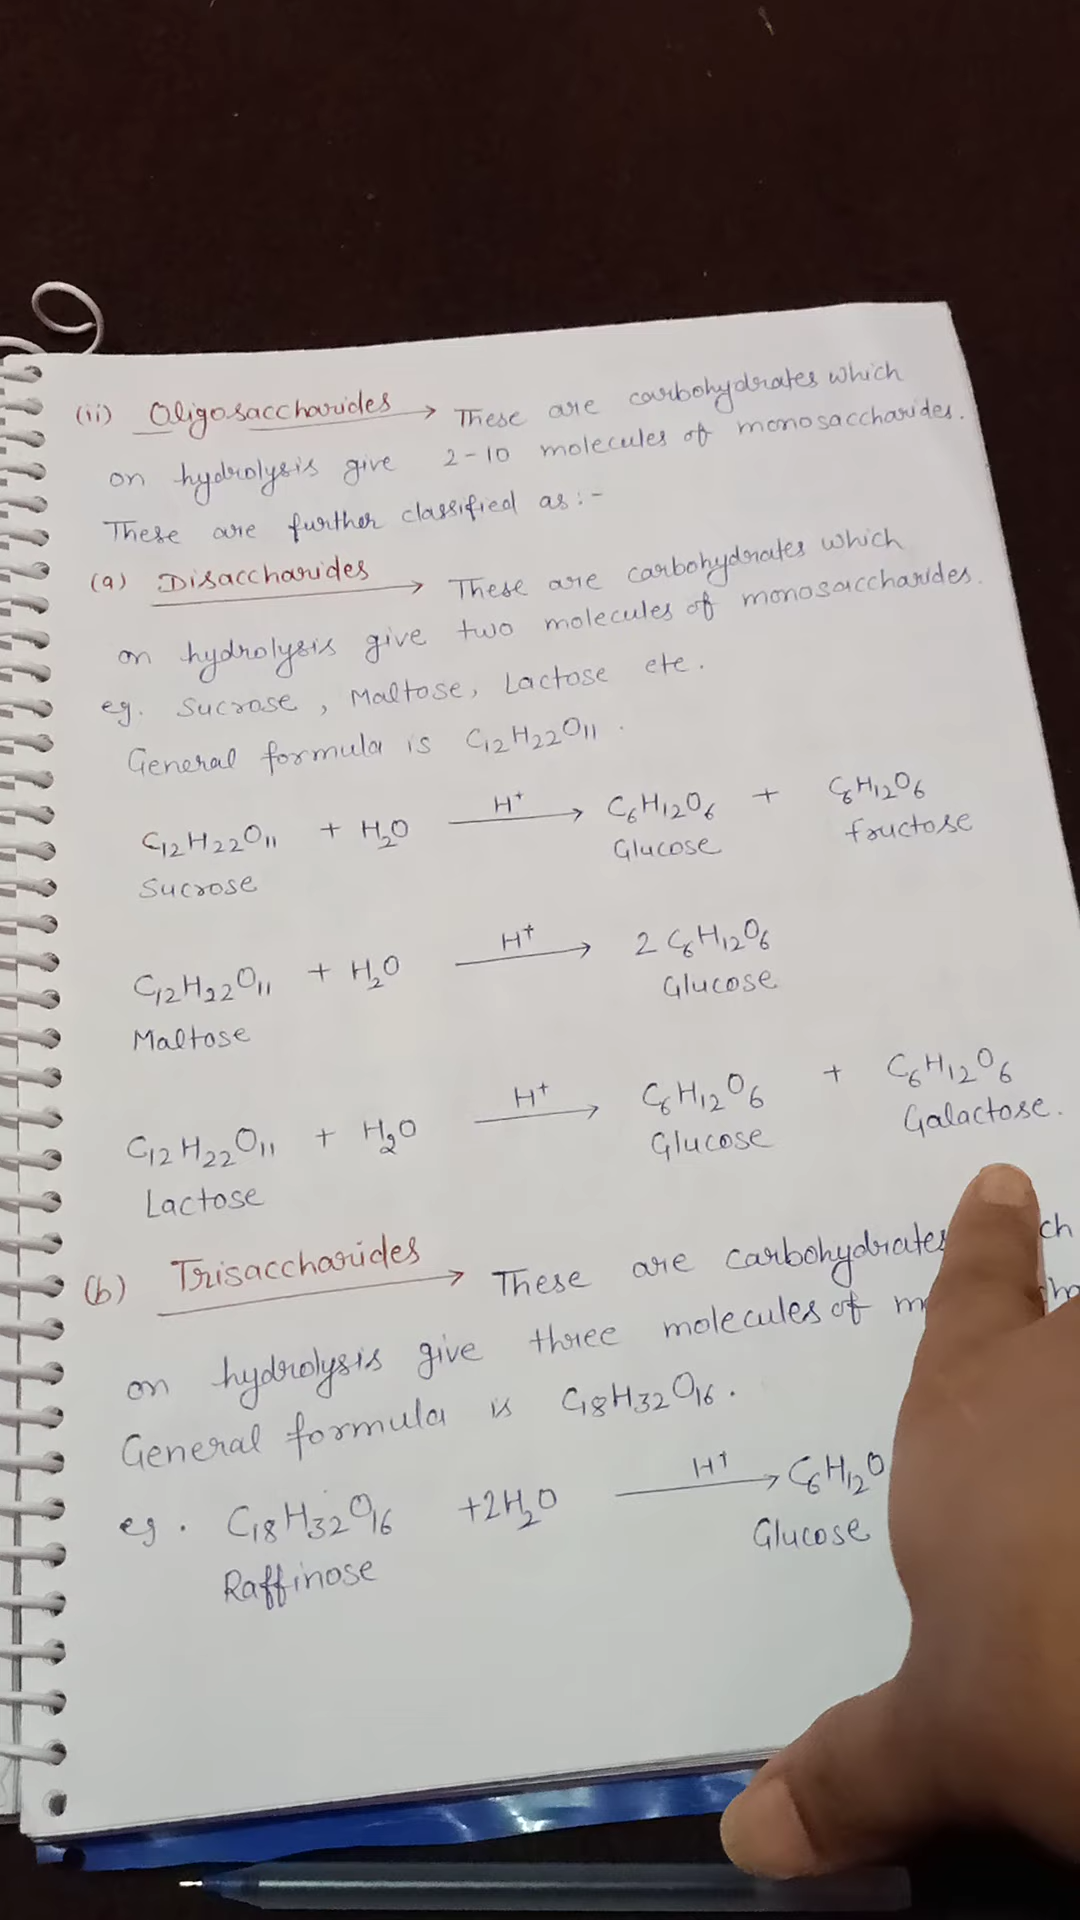 (ii) Oligosaccharides → These are carbohydrates which
on hydrolysis give 2-10 molecules of monosaccharides.
These are further classified as:-
(a) Disaccharides → These are carbohydrates which
on hydrolysis give two molecules of monosaccharides.
eg. Sucrose, Maltose, Lactose etc.
General formula is C12H22O11.
C12H22O11 + H2O —H+→ C6H12O6 + C6H12O6
Sucrose Glucose fructose
C12H22O11 + H2O —H+→ 2 C6H12O6
Maltose Glucose
C12H22O11 + H2O —H+→ C6H12O6 + C6H12O6
Lactose Glucose Galactose.
(b) Trisaccharides → These are carbohydrates
on hydrolysis give three molecules of
General formula is C18H32O16.
eg. C18H32O16 +2H2O —H+→ C6H12O
Raffinose Glucose